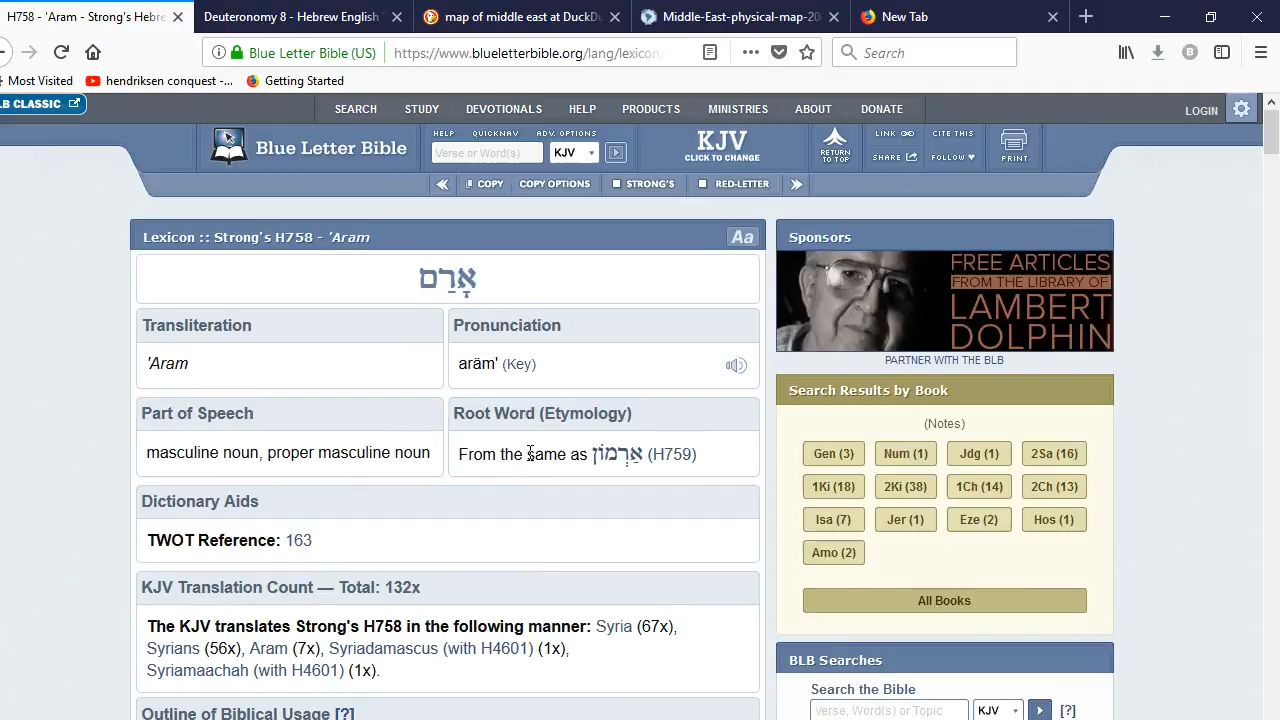 H758 - 'Aram - Strong's Hebre
Deuteronomy 8 - Hebrew English
map of middle east at DuckDu
Middle-East-physical-map-20
New Tab
Blue Letter Bible (US)
https://www.blueletterbible.org/lang/lexicon
Search
Most Visited
hendriksen conquest -...
Getting Started
LB CLASSIC
SEARCH
STUDY
DEVOTIONALS
HELP
PRODUCTS
MINISTRIES
ABOUT
DONATE
LOGIN
Blue Letter Bible
HELP
QUICKNAV
ADV. OPTIONS
Verse or Word(s)
KJV
KJV
CLICK TO CHANGE
RETURN
TO TOP
LINK
CITE THIS
SHARE
FOLLOW
PRINT
COPY
COPY OPTIONS
STRONG'S
RED-LETTER
Lexicon :: Strong's H758 - 'Aram
Aa
אֲרָם
Transliteration
'Aram
Pronunciation
aräm' (Key)
Part of Speech
masculine noun, proper masculine noun
Root Word (Etymology)
From the same as אַרְמוֹן (H759)
Dictionary Aids
TWOT Reference: 163
KJV Translation Count — Total: 132x
The KJV translates Strong's H758 in the following manner: Syria (67x),
Syrians (56x), Aram (7x), Syriadamascus (with H4601) (1x),
Syriamaachah (with H4601) (1x).
Outline of Biblical Usage [?]
Sponsors
FREE ARTICLES
FROM THE LIBRARY OF
LAMBERT
DOLPHIN
PARTNER WITH THE BLB
Search Results by Book
(Notes)
Gen (3)
Num (1)
Jdg (1)
2Sa (16)
1Ki (18)
2Ki (38)
1Ch (14)
2Ch (13)
Isa (7)
Jer (1)
Eze (2)
Hos (1)
Amo (2)
All Books
BLB Searches
Search the Bible
Verse, Word(s) or Topic
KJV
[?]